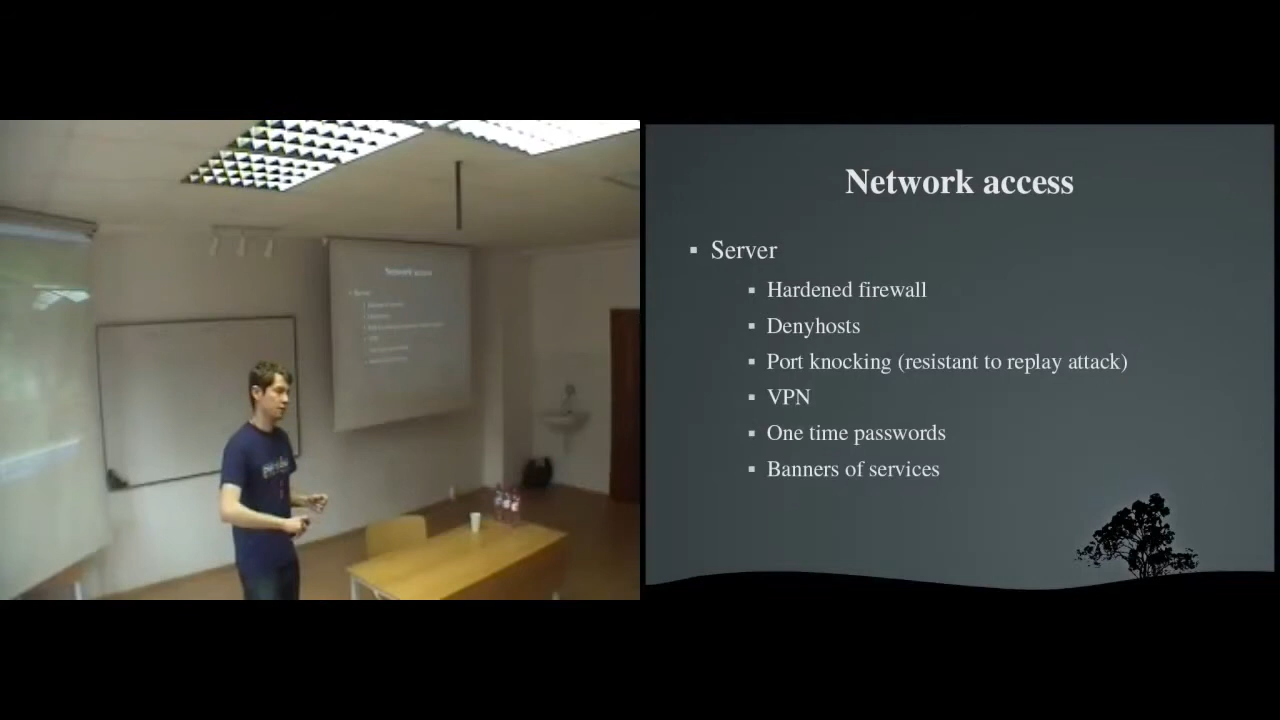 Network access
Server
Hardened firewall
Denyhosts
Port knocking (resistant to replay attack)
VPN
One time passwords
Banners of services